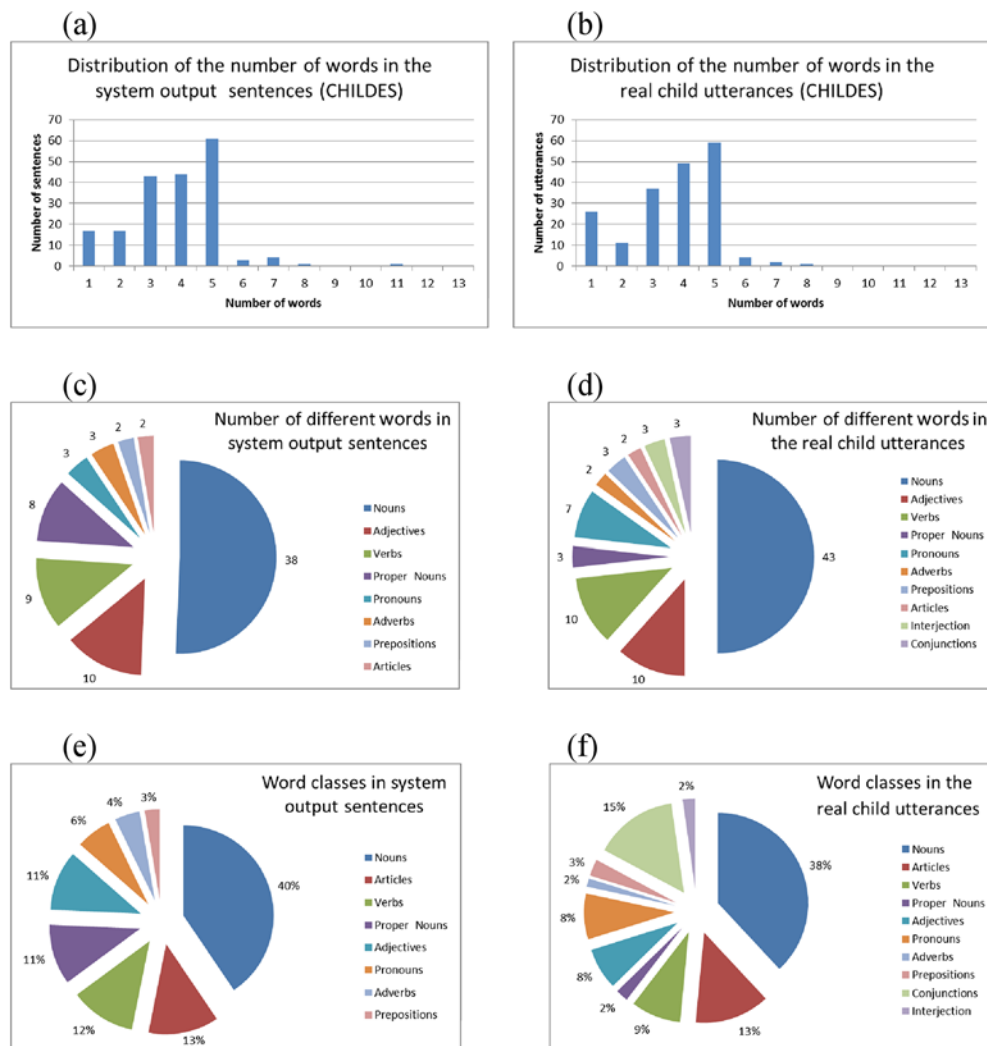 (a)
Distribution of the number of words in the
system output sentences (CHILDES)
Number of sentences
70
60
50
40
30
20
10
0
1 2 3 4 5 6 7 8 9 10 11 12 13
Number of words
(b)
Distribution of the number of words in the
real child utterances (CHILDES)
Number of utterances
70
60
50
40
30
20
10
0
1 2 3 4 5 6 7 8 9 10 11 12 13
Number of words
(c)
Number of different words in
system output sentences
38
10
9
8
3
3
2
2
Nouns
Adjectives
Verbs
Proper Nouns
Pronouns
Adverbs
Prepositions
Articles
(d)
Number of different words in
the real child utterances
43
10
10
3
7
2
3
2
3
3
Nouns
Adjectives
Verbs
Proper Nouns
Pronouns
Adverbs
Prepositions
Articles
Interjection
Conjunctions
(e)
Word classes in system
output sentences
40%
13%
12%
11%
11%
6%
4%
3%
Nouns
Articles
Verbs
Proper Nouns
Adjectives
Pronouns
Adverbs
Prepositions
(f)
Word classes in the
real child utterances
38%
13%
9%
2%
8%
8%
2%
3%
15%
2%
Nouns
Articles
Verbs
Proper Nouns
Adjectives
Pronouns
Adverbs
Prepositions
Conjunctions
Interjection